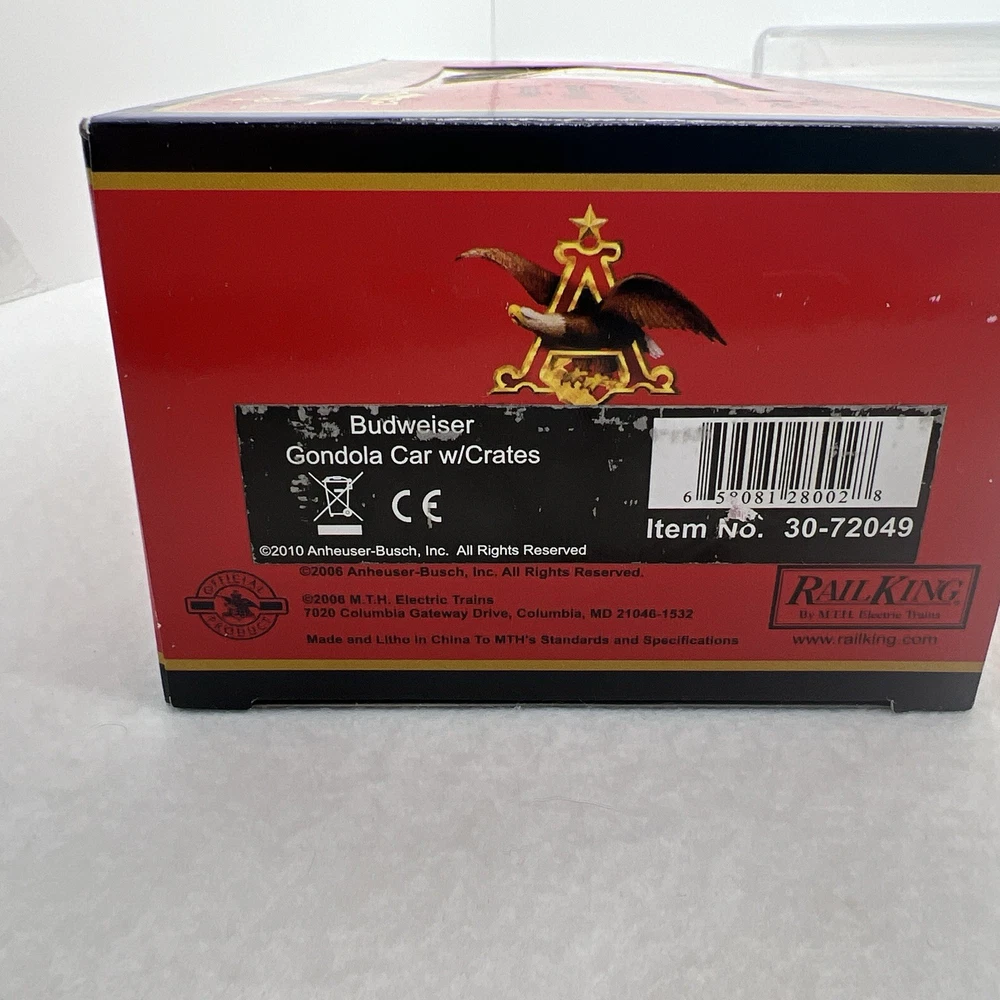 Budweiser
Gondola Car w/Crates
CE
6 58081 28002 8
Item No. 30-72049
©2010 Anheuser-Busch, Inc. All Rights Reserved
©2006 Anheuser-Busch, Inc. All Rights Reserved.
OFFICIAL
PRODUCT
©2006 M.T.H. Electric Trains
7020 Columbia Gateway Drive, Columbia, MD 21046-1532
Made and Litho in China To MTH's Standards and Specifications
RAILKING®
By M.T.H. Electric Trains
www.railking.com